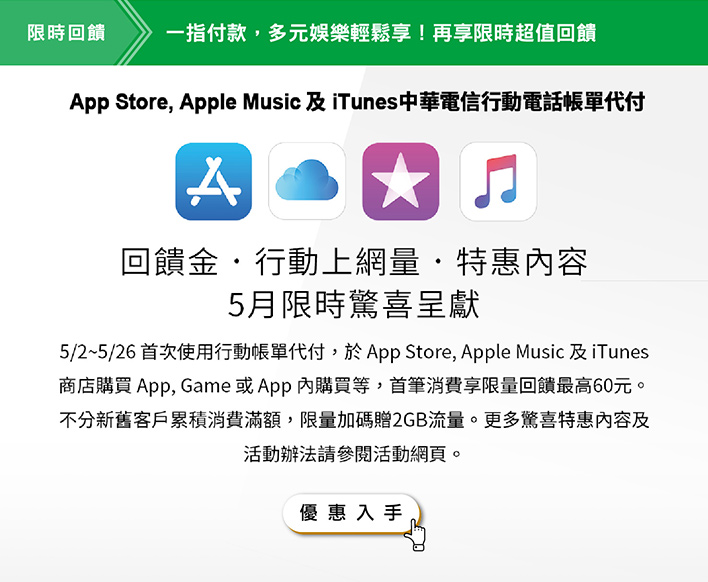 限時回饋
一指付款，多元娛樂輕鬆享！再享限時超值回饋
App Store, Apple Music 及 iTunes中華電信行動電話帳單代付
回饋金・行動上網量・特惠內容
5月限時驚喜呈獻
5/2~5/26 首次使用行動帳單代付，於 App Store, Apple Music 及 iTunes
商店購買 App, Game 或 App 內購買等，首筆消費享限量回饋最高60元。
不分新舊客戶累積消費滿額，限量加碼贈2GB流量。更多驚喜特惠內容及
活動辦法請參閱活動網頁。
優惠入手